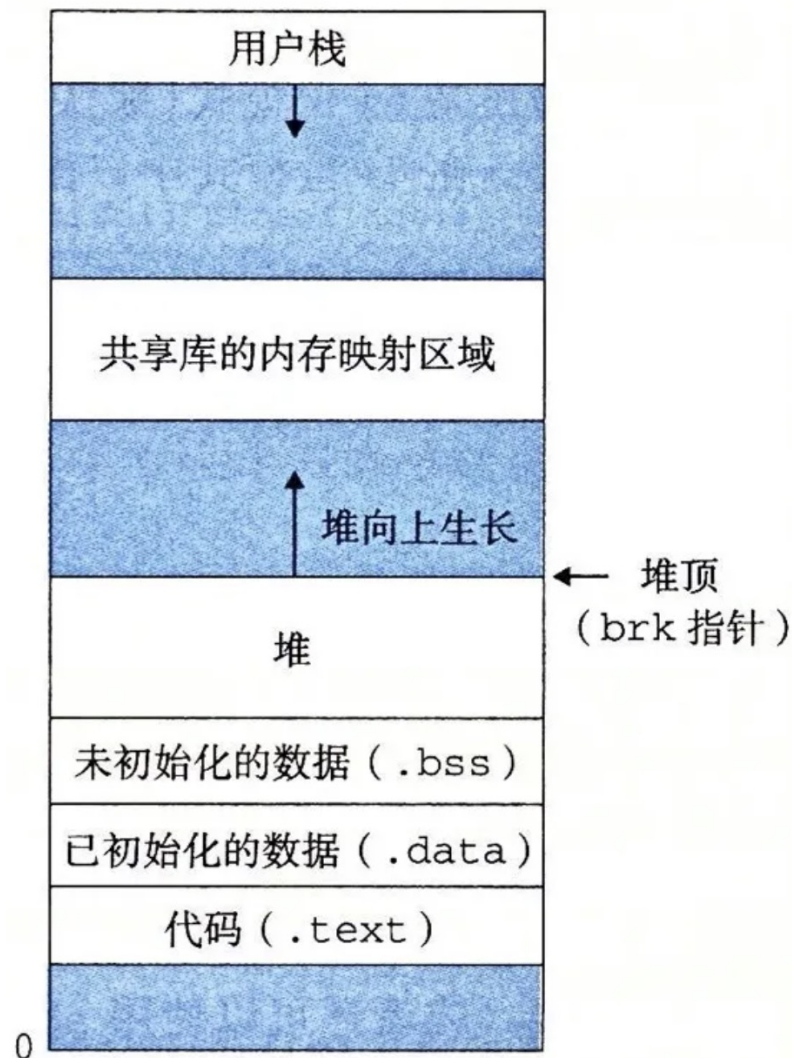 用户栈
共享库的内存映射区域
堆向上生长
堆顶
（brk 指针）
堆
未初始化的数据（.bss）
已初始化的数据（.data）
代码（.text）
0